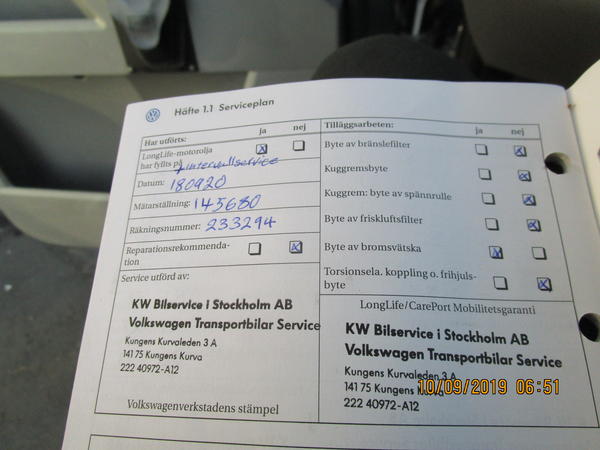 Häfte 1.1 Serviceplan
Har utförts: ja nej
LongLife-motorolja
har fyllts på
+ intervallservice
Datum: 180920
Mätarställning: 145680
Räkningsnummer: 233294
Reparationsrekommenda-
tion
Service utförd av:
KW Bilservice i Stockholm AB
Volkswagen Transportbilar Service
Kungens Kurvaleden 3 A
141 75 Kungens Kurva
222 40972-A12
Volkswagenverkstadens stämpel
Tilläggsarbeten: ja nej
Byte av bränslefilter
Kuggremsbyte
Kuggrem: byte av spännrulle
Byte av friskluftsfilter
Byte av bromsvätska
Torsionsela. koppling o. frihjuls-
byte
LongLife/CarePort Mobilitetsgaranti
KW Bilservice i Stockholm AB
Volkswagen Transportbilar Service
Kungens Kurvaleden 3 A
141 75 Kungens Kurva
222 40972-A12
10/09/2019 06:51